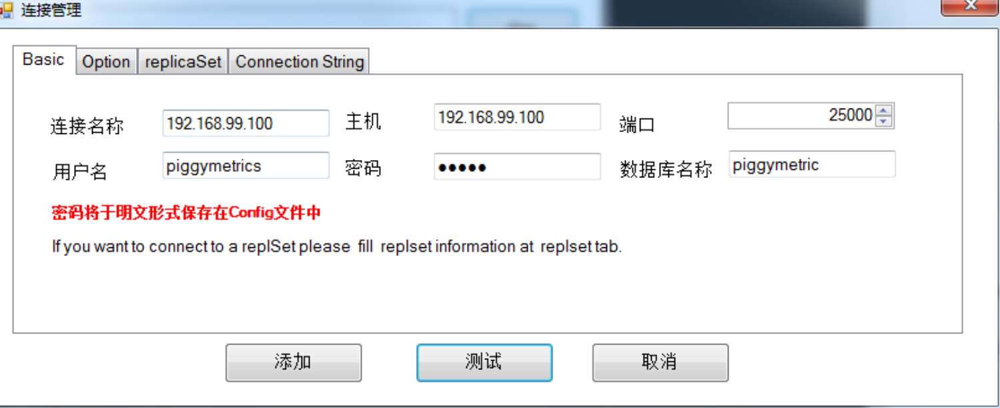 连接管理
Basic Option replicaSet Connection String
连接名称 192.168.99.100 主机 192.168.99.100 端口 25000
用户名 piggymetrics 密码 ●●●●● 数据库名称 piggymetric
密码将于明文形式保存在Config文件中
If you want to connect to a replSet please fill replset information at replset tab.
添加 测试 取消